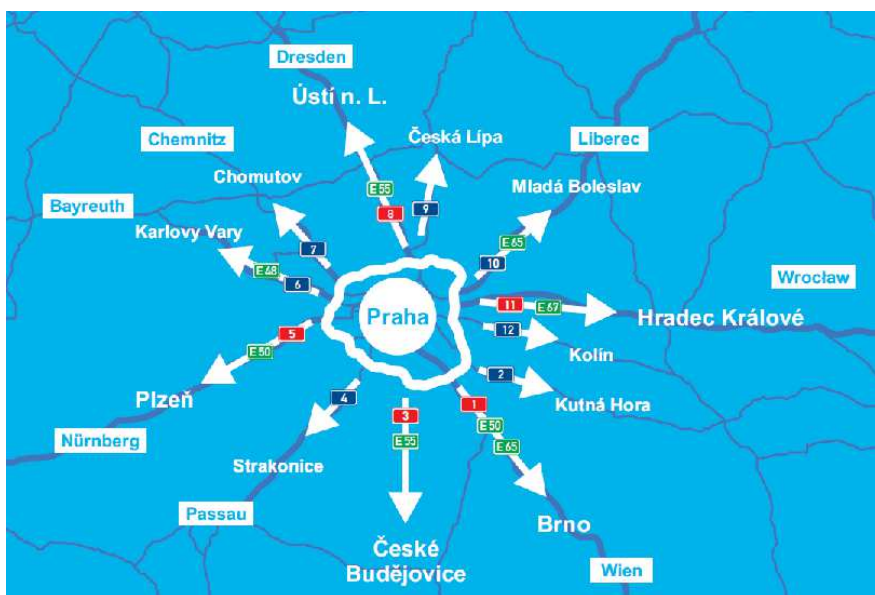 Dresden
Ústí n. L.
Chemnitz
Česká Lípa
Liberec
Chomutov
E55
Mladá Boleslav
Bayreuth
8
9
Karlovy Vary
7
E65
10
E48
6
Wrocław
11
E67
Praha
Hradec Králové
5
12
E50
Kolín
4
2
Plzeň
1
Kutná Hora
3
E50
Nürnberg
E55
E65
Strakonice
Passau
Brno
České
Budějovice
Wien